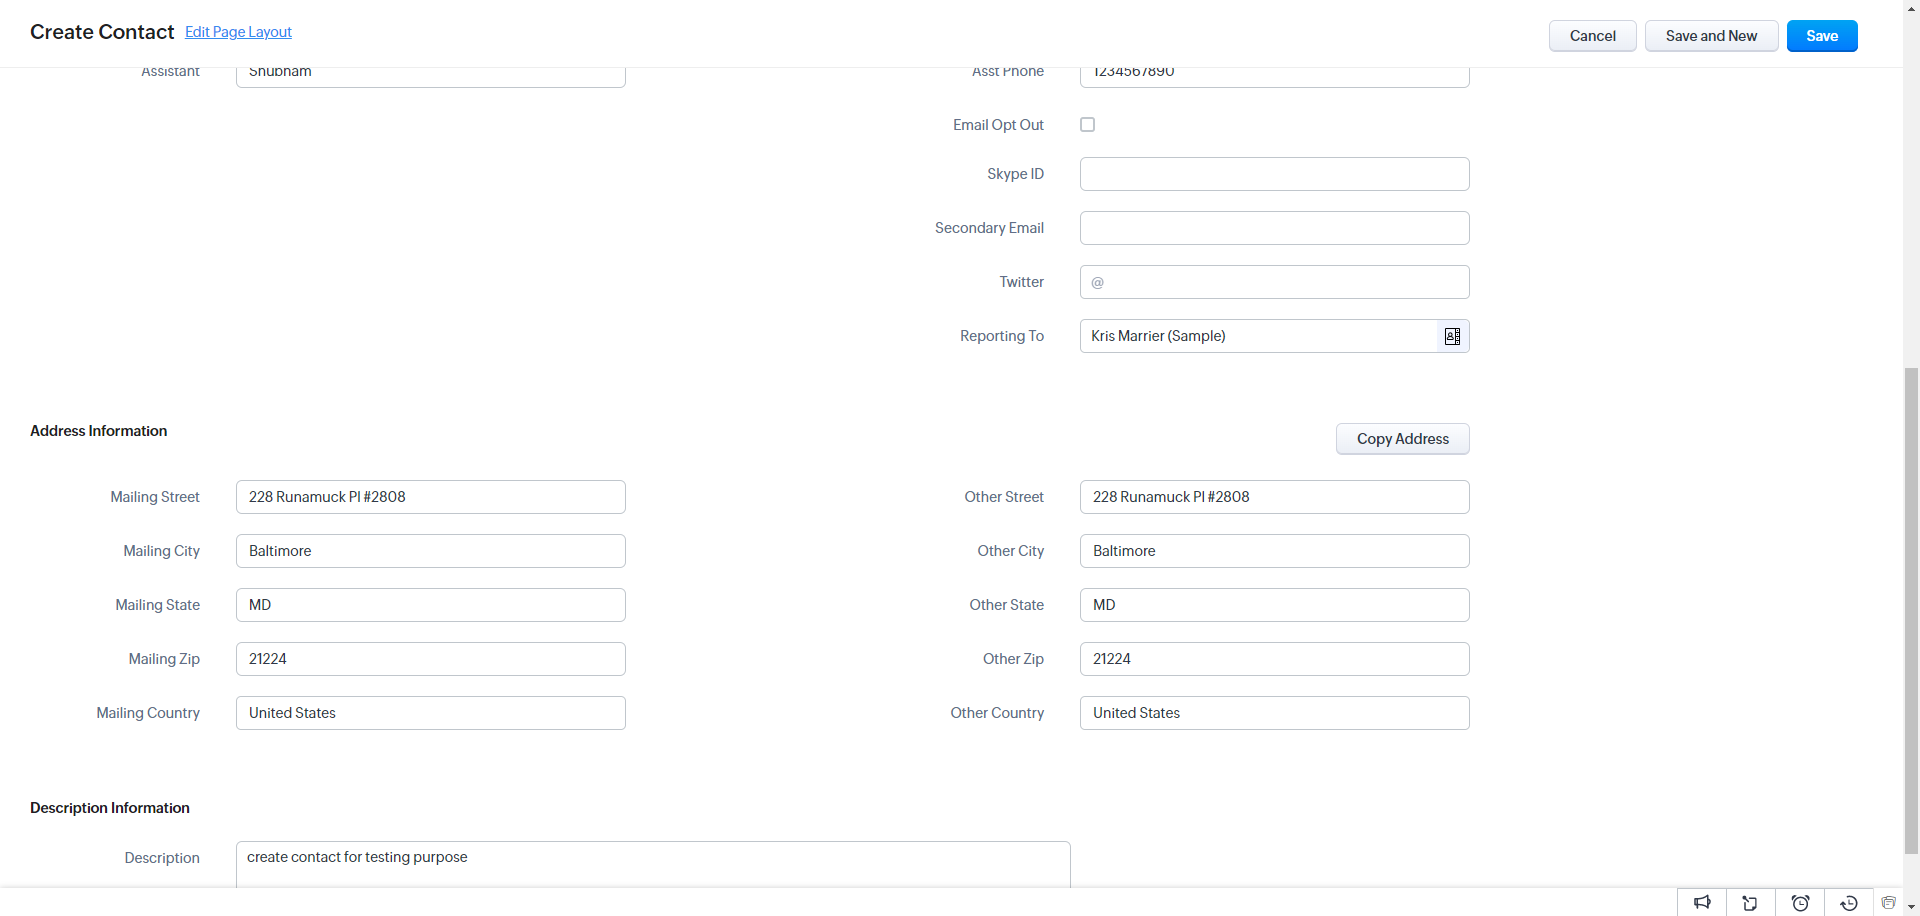 Create Contact Edit Page Layout
Cancel Save and New Save
Assistant Shubham Asst Phone 1234567890
Email Opt Out
Skype ID
Secondary Email
Twitter @
Reporting To Kris Marrier (Sample)
Address Information Copy Address
Mailing Street 228 Runamuck Pl #2808 Other Street 228 Runamuck Pl #2808
Mailing City Baltimore Other City Baltimore
Mailing State MD Other State MD
Mailing Zip 21224 Other Zip 21224
Mailing Country United States Other Country United States
Description Information
Description create contact for testing purpose